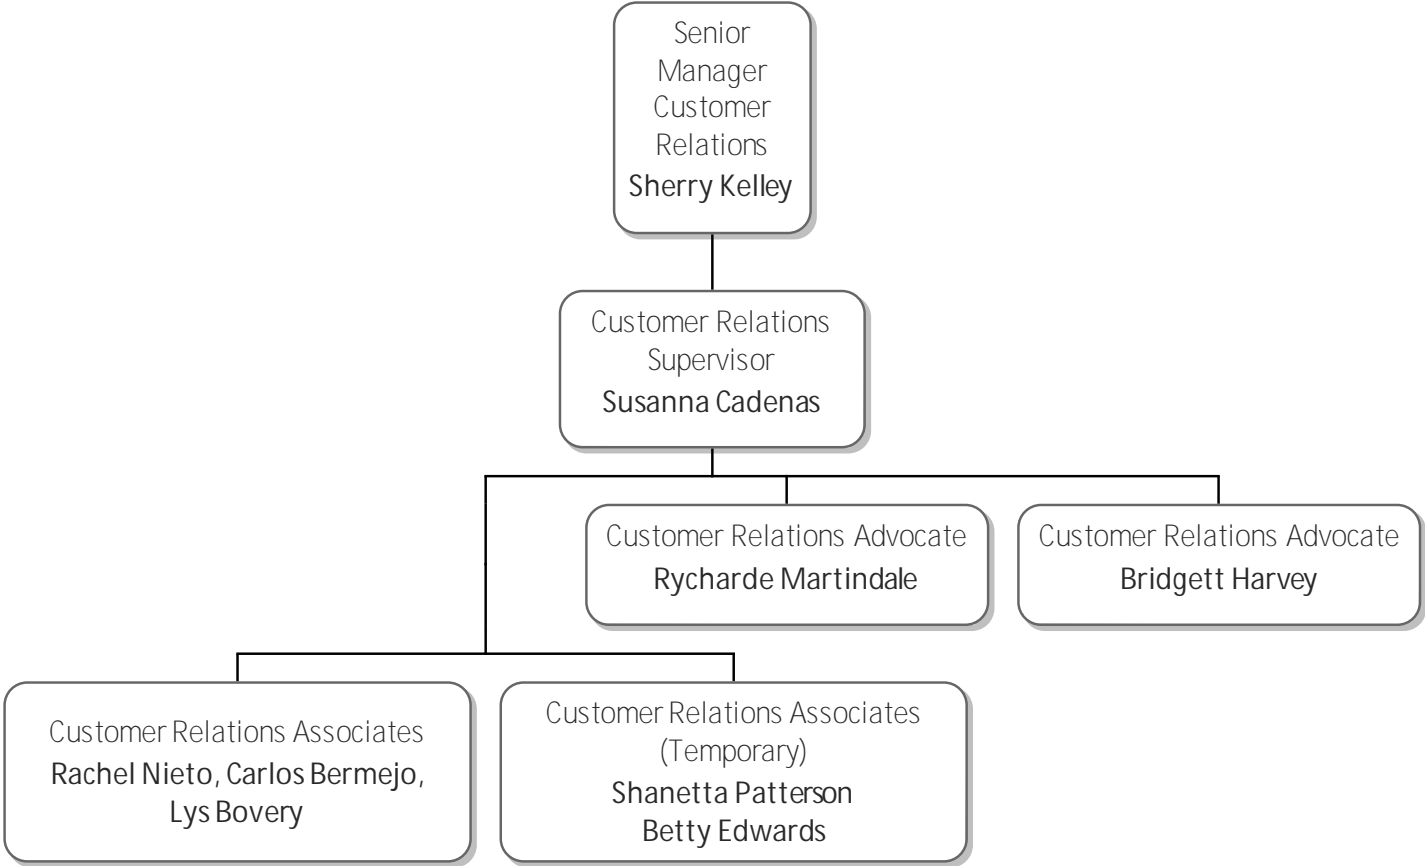 Senior
Manager
Customer
Relations
Sherry Kelley
Customer Relations
Supervisor
Susanna Cadenas
Customer Relations Advocate
Rycharde Martindale
Customer Relations Advocate
Bridgett Harvey
Customer Relations Associates
Rachel Nieto, Carlos Bermejo,
Lys Bovery
Customer Relations Associates
(Temporary)
Shanetta Patterson
Betty Edwards